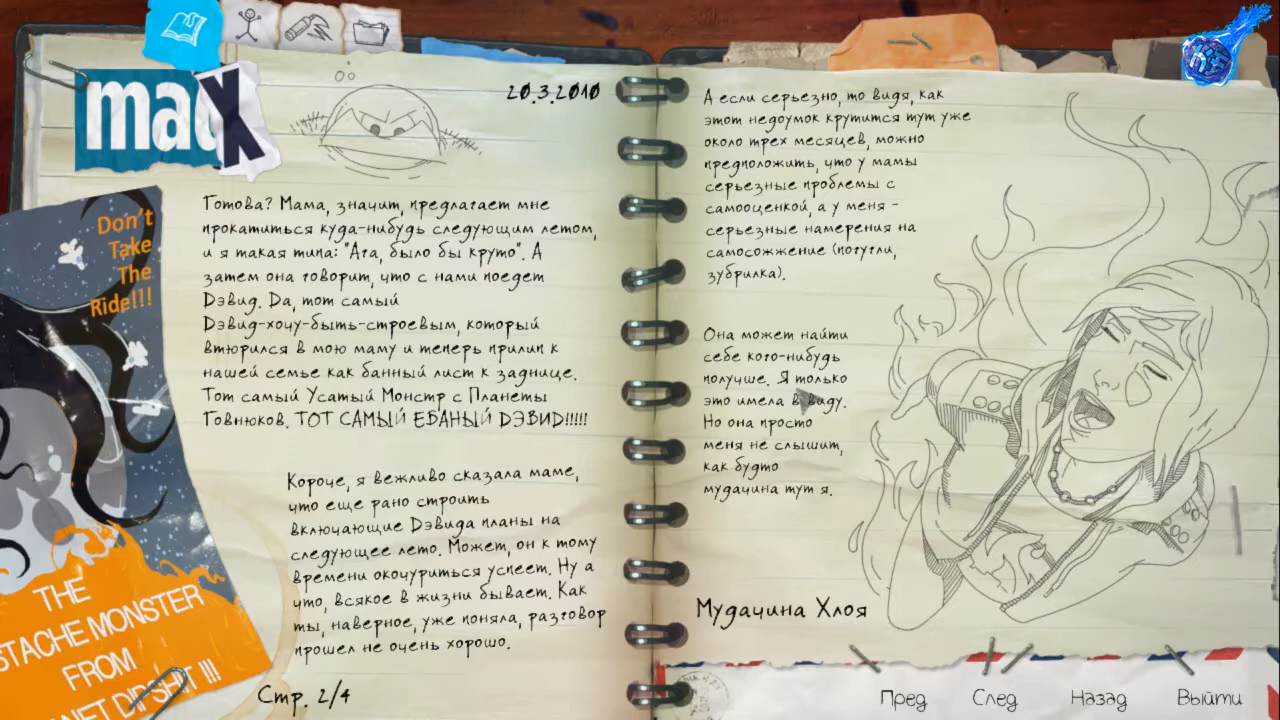 max
20.3.2010
Don't
Take
The
Ride!!!
Готова? Мама, значит, предлагает мне
прокатиться куда-нибудь следующим летом,
и я такая типа: "Ага, было бы круто". А
затем она говорит, что с нами поедет
Дэвид. Да, тот самый
Дэвид-хочу-быть-строевым, который
втюрился в мою маму и теперь прилип к
нашей семье как банный лист к заднице.
Тот самый Усатый Монстр с Планеты
Говнюков. ТОТ САМЫЙ ЕБАНЫЙ ДЭВИД!!!!!
Короче, я вежливо сказала маме,
что еще рано строить
включающие Дэвида планы на
следующее лето. Может, он к тому
времени окочуриться успеет. Ну а
что, всякое в жизни бывает. Как
ты, наверное, уже поняла, разговор
прошел не очень хорошо.
THE
STACHE MONSTER
FROM
ANET DIPSHIT !!!
Стр. 2/4
А если серьезно, то видя, как
этот недоумок крутится тут уже
около трех месяцев, можно
предположить, что у мамы
серьезные проблемы с
самооценкой, а у меня -
серьезные намерения на
самосожжение (погугли,
зубрилка).
Она может найти
себе кого-нибудь
получше. Я только
это имела в виду.
Но она просто
меня не слышит,
как будто
мудачина тут я.
Мудачина Хлоя
Пред След Назад Выйти